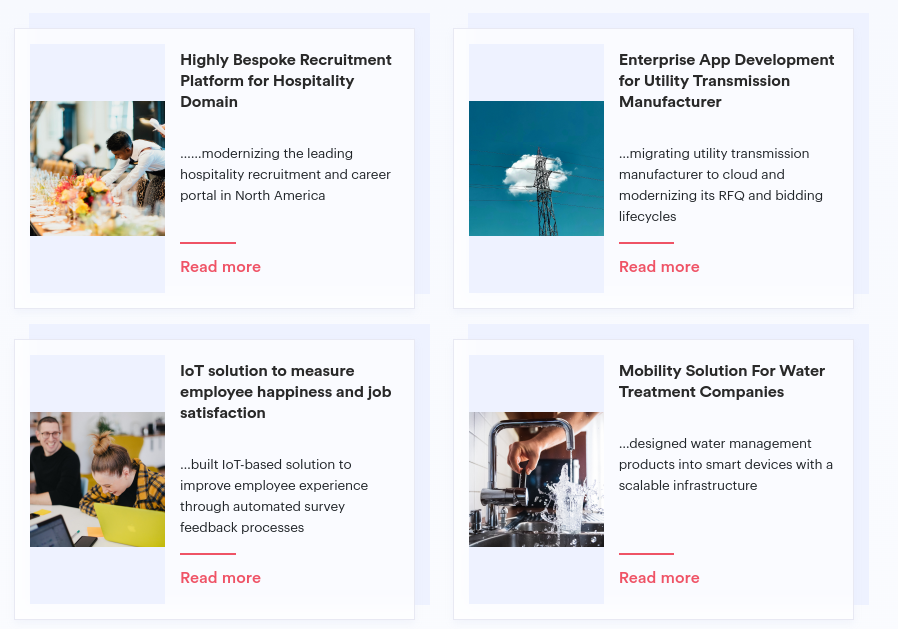 Highly Bespoke Recruitment
Platform for Hospitality
Domain
......modernizing the leading
hospitality recruitment and career
portal in North America
Read more
Enterprise App Development
for Utility Transmission
Manufacturer
...migrating utility transmission
manufacturer to cloud and
modernizing its RFQ and bidding
lifecycles
Read more
IoT solution to measure
employee happiness and job
satisfaction
...built IoT-based solution to
improve employee experience
through automated survey
feedback processes
Read more
Mobility Solution For Water
Treatment Companies
...designed water management
products into smart devices with a
scalable infrastructure
Read more